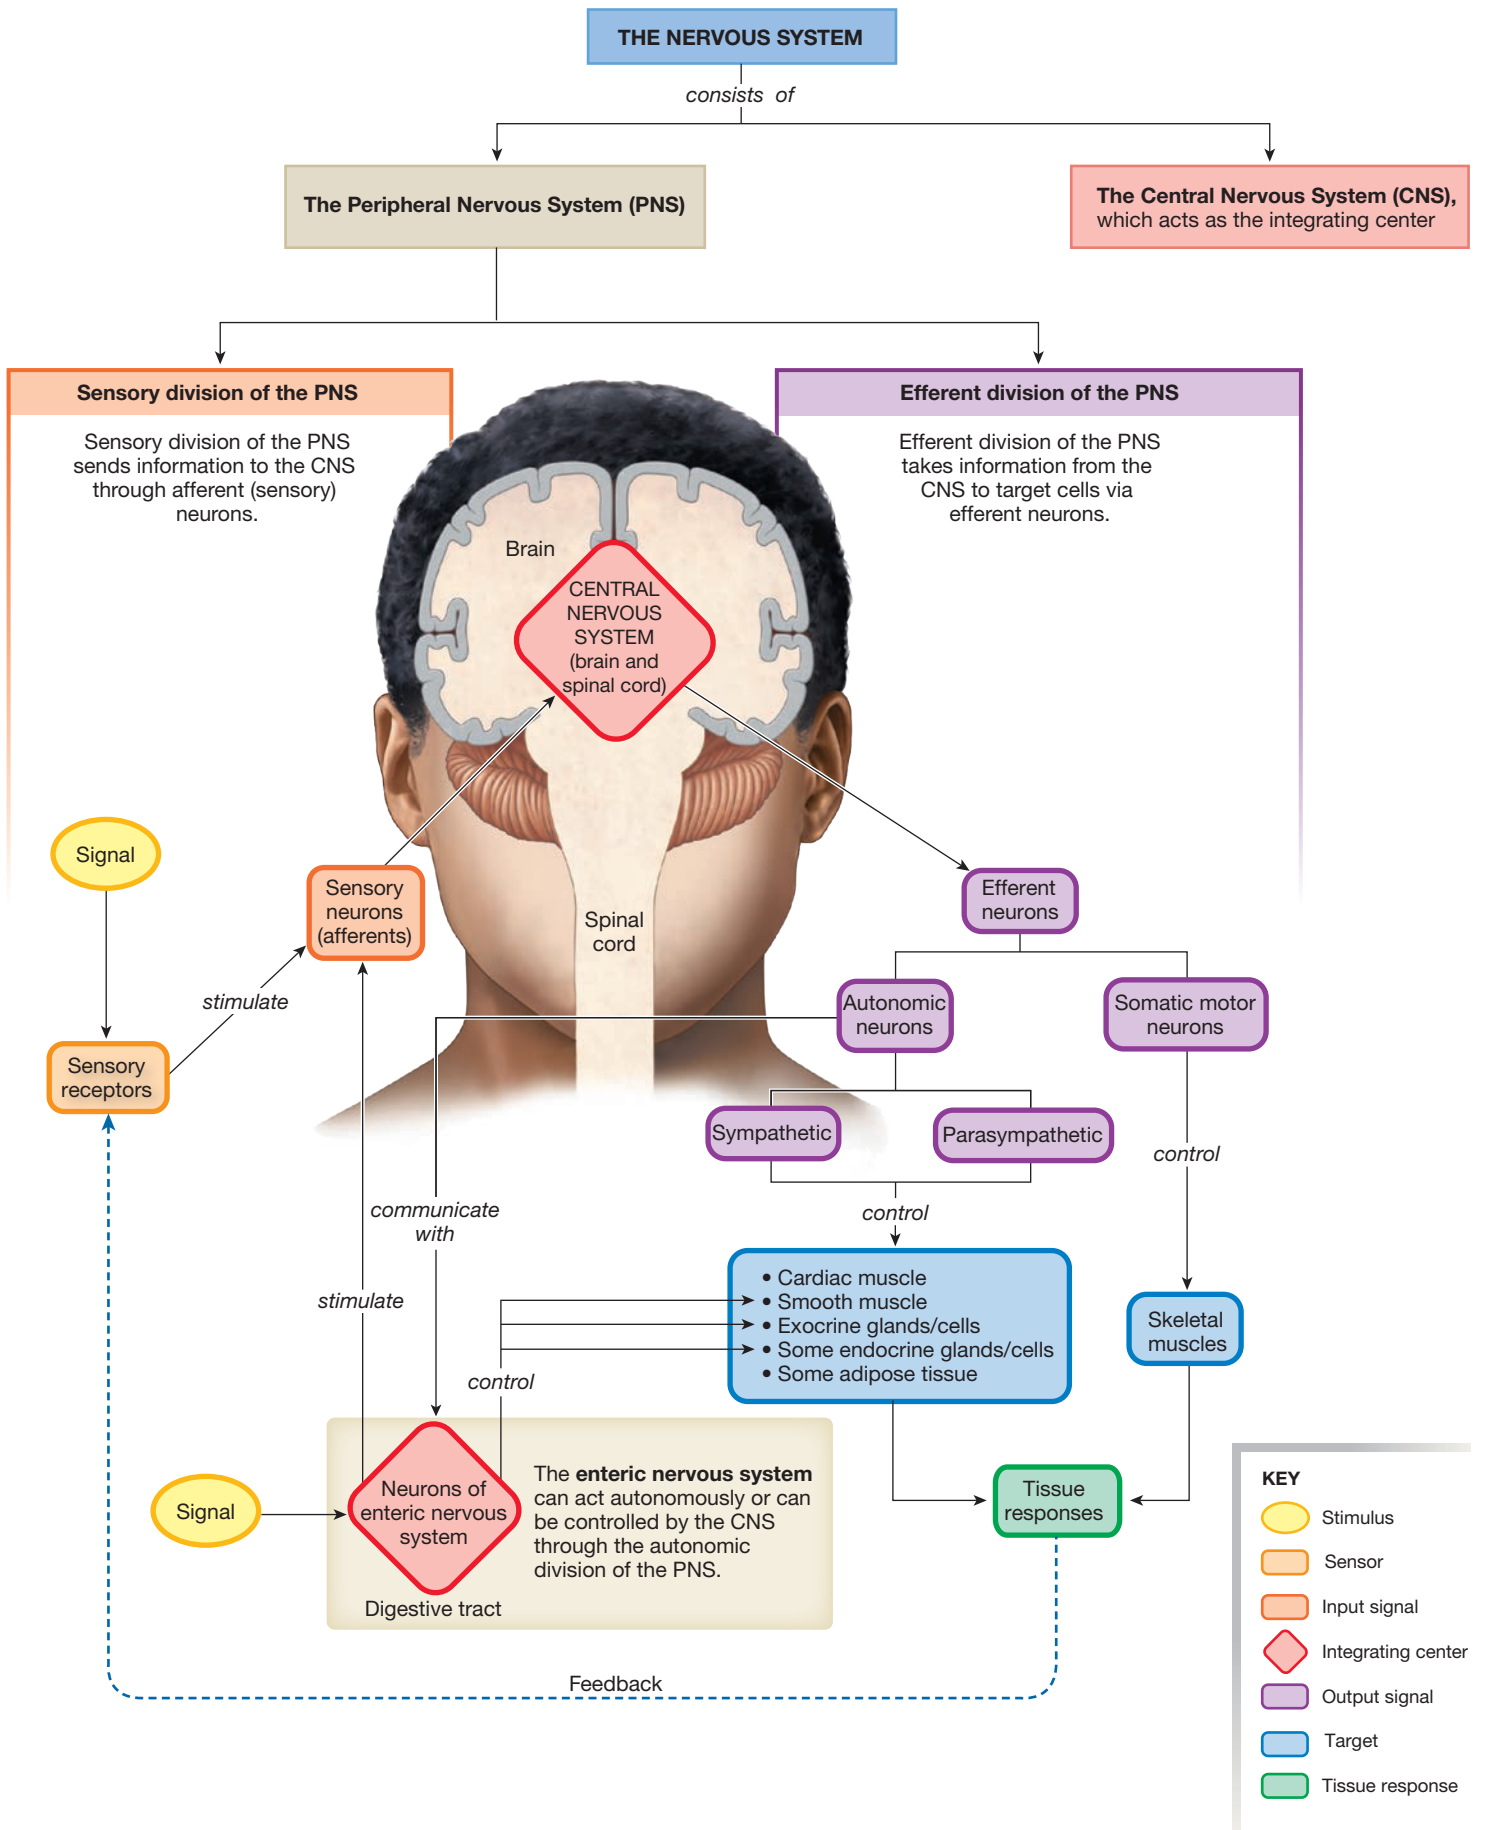 THE NERVOUS SYSTEM
consists of
The Peripheral Nervous System (PNS)
The Central Nervous System (CNS),
which acts as the integrating center
Sensory division of the PNS
Sensory division of the PNS
sends information to the CNS
through afferent (sensory)
neurons.
Efferent division of the PNS
Efferent division of the PNS
takes information from the
CNS to target cells via
efferent neurons.
Brain
CENTRAL
NERVOUS
SYSTEM
(brain and
spinal cord)
Signal
Sensory
neurons
(afferents)
Spinal
cord
Efferent
neurons
stimulate
Autonomic
neurons
Somatic motor
neurons
Sensory
receptors
Sympathetic
Parasympathetic
control
communicate
with
control
stimulate
• Cardiac muscle
• Smooth muscle
• Exocrine glands/cells
• Some endocrine glands/cells
• Some adipose tissue
Skeletal
muscles
control
Signal
Neurons of
enteric nervous
system
The enteric nervous system
can act autonomously or can
be controlled by the CNS
through the autonomic
division of the PNS.
Digestive tract
Tissue
responses
Feedback
KEY
Stimulus
Sensor
Input signal
Integrating center
Output signal
Target
Tissue response